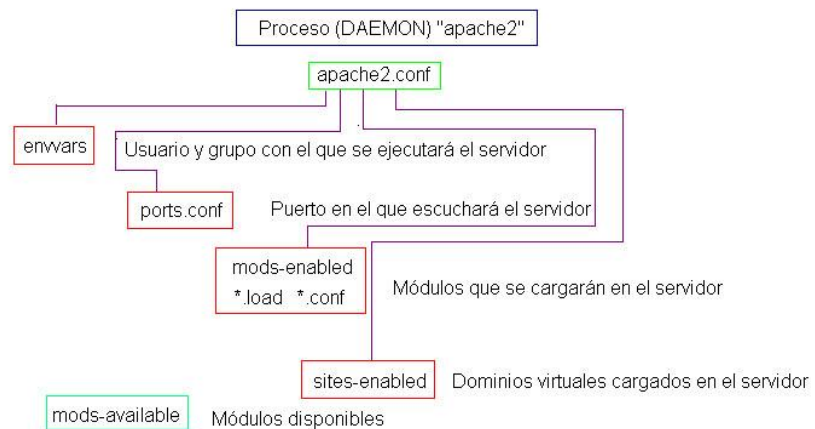 Proceso (DAEMON) "apache2"
apache2.conf
envvars
Usuario y grupo con el que se ejecutará el servidor
ports.conf
Puerto en el que escuchará el servidor
mods-enabled
*.load *.conf
Módulos que se cargarán en el servidor
sites-enabled
Dominios virtuales cargados en el servidor
mods-available
Módulos disponibles